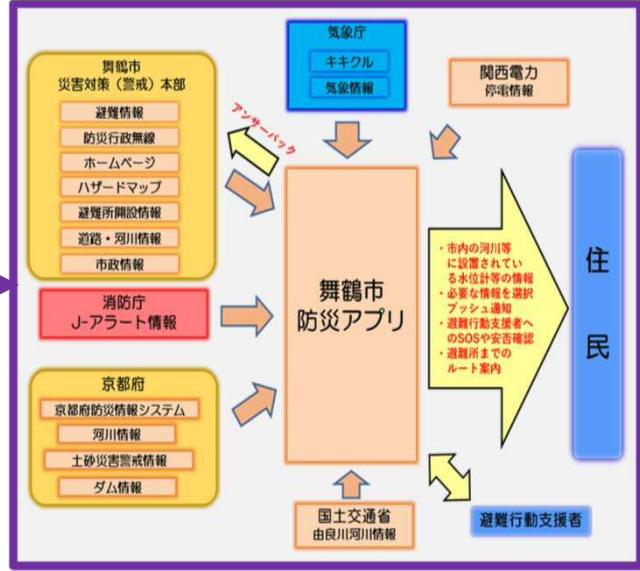 舞鶴市
災害対策（警戒）本部
避難情報
防災行政無線
ホームページ
ハザードマップ
避難所開設情報
道路・河川情報
市政情報
消防庁
J-アラート情報
京都府
京都府防災情報システム
河川情報
土砂災害警戒情報
ダム情報
気象庁
キキクル
気象情報
関西電力
停電情報
アンサーバック
舞鶴市
防災アプリ
・市内の河川等
に設置されてい
る水位計等の情報
・必要な情報を選択
プッシュ通知
・避難行動支援者へ
のSOSや安否確認
・避難所までの
ルート案内
住
民
国土交通省
由良川河川情報
避難行動支援者